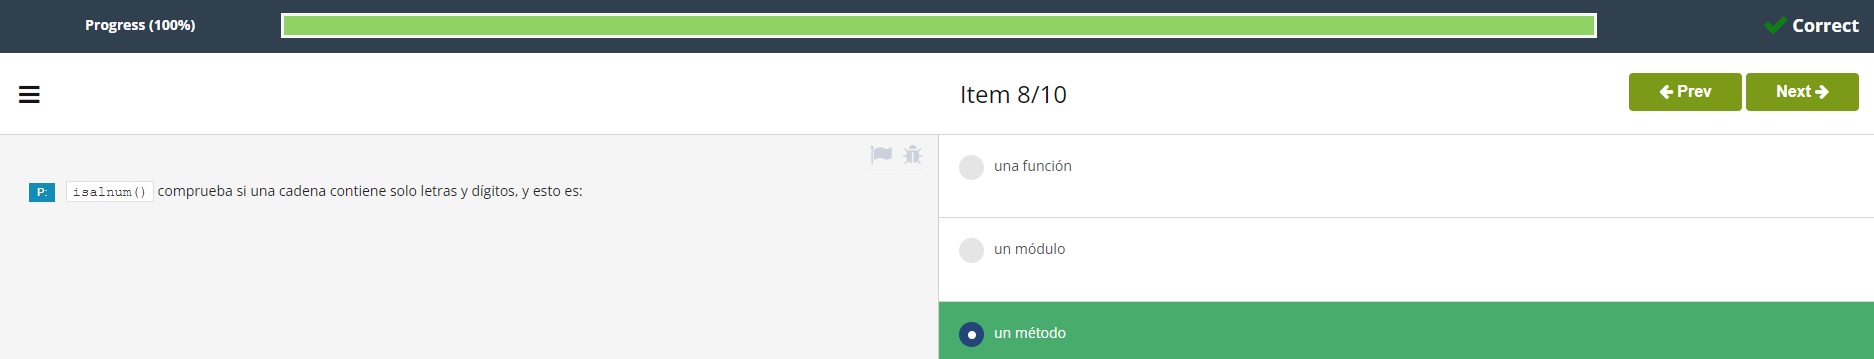 Progress (100%)
Correct
Item 8/10
Prev
Next
P:
isalnum() comprueba si una cadena contiene solo letras y dígitos, y esto es:
una función
un módulo
un método